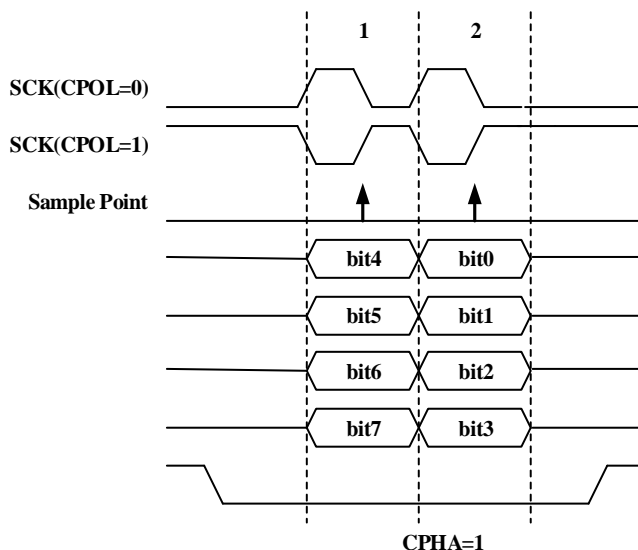 1 2
SCK(CPOL=0)
SCK(CPOL=1)
Sample Point
bit4 bit0
bit5 bit1
bit6 bit2
bit7 bit3
CPHA=1